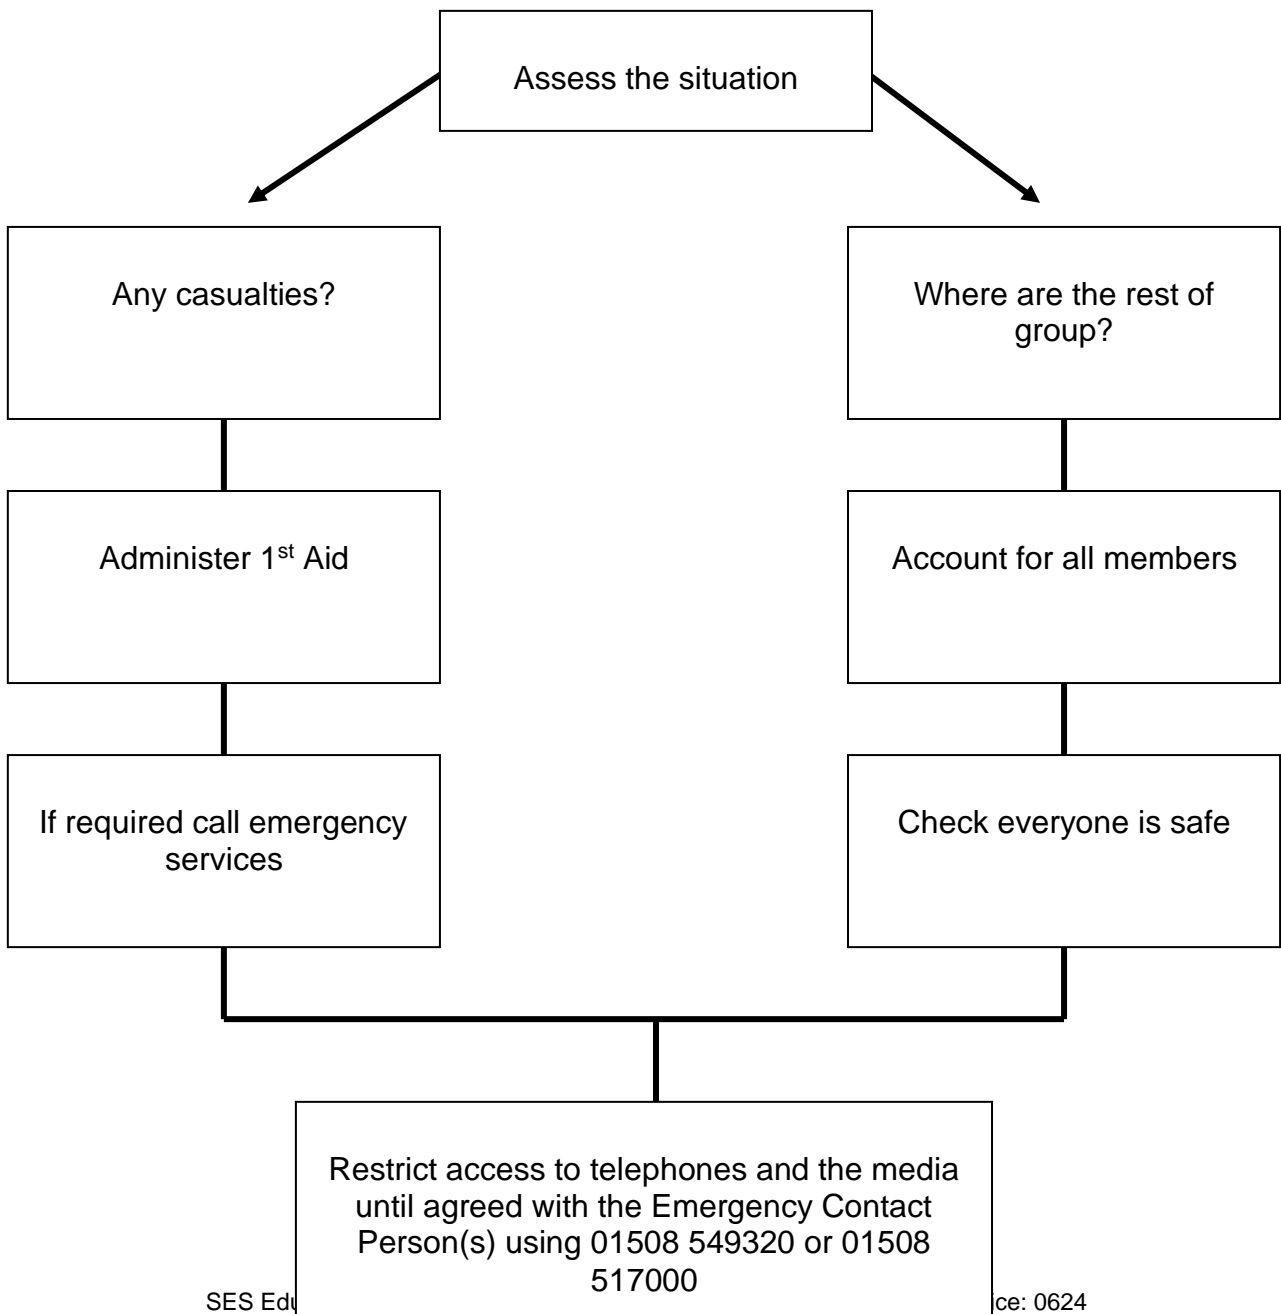 Assess the situation
Any casualties?
Where are the rest of
group?
Administer 1st Aid
Account for all members
If required call emergency
services
Check everyone is safe
Restrict access to telephones and the media
until agreed with the Emergency Contact
Person(s) using 01508 549320 or 01508
517000
SES 0624